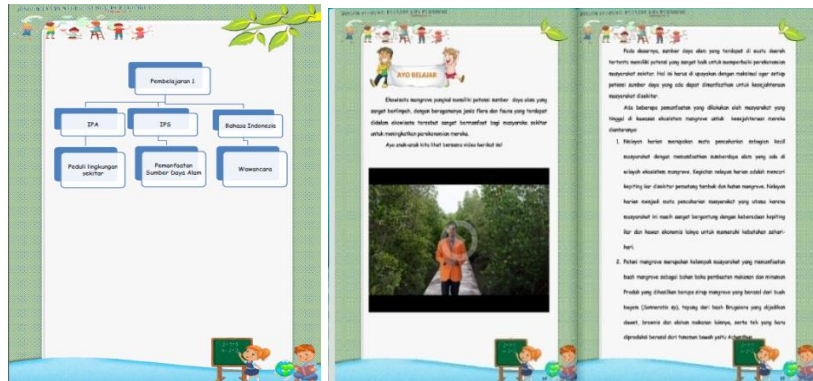 Pembelajaran 1
IPA
IPS
Bahasa Indonesia
Peduli lingkungan
sekitar
Pemanfaatan
Sumber Daya Alam
Wawancara
AYO BELAJAR
Ekowisata mangrove pangkal memiliki potensi sumber daya alam yang
sangat berlimpah, dengan beragamnya jenis flora dan fauna yang terdapat
didalam ekowisata tersebut sangat bermanfaat bagi masyarakat sekitar
untuk meningkatkan perekonomian mereka.
Ayo anak-anak kita lihat bersama video berikut ini!
Pada dasarnya, sumber daya alam yang terdapat di suatu daerah
tertentu memiliki potensi yang sangat baik untuk memperbaiki perekonomian
masyarakat sekitar. Hal ini harus di upayakan dengan maksimal agar setiap
potensi sumber daya yang ada dapat dimanfaatkan untuk kesejahteraan
masyarakat disekitar.
Ada beberapa pemanfaatan yang dilakukan oleh masyarakat yang
tinggal di kawasan ekosistem mangrove untuk kesejahteraan mereka
diantaranya:
1. Nelayan harian merupakan mata pencaharian sebagian kecil
masyarakat dengan memanfaatkan sumberdaya alam yang ada di
wilayah ekosistem mangrove. Kegiatan nelayan harian adalah mencari
kepiting liar disekitar pematang tambak dan hutan mangrove. Nelayan
harian menjadi mata pencaharian masyarakat yang utama karena
masyarakat ini masih sangat bergantung dengan keberadaan kepiting
liar dan hewan ekonomis lainya untuk memenuhi kebutuhan sehari-
hari.
2. Petani mangrove merupakan kelompok masyarakat yang memanfaatkan
buah mangrove sebagai bahan baku pembuatan makanan dan minuman
Produk yang dihasilkan berupa sirup mangrove yang berasal dari buah
bogem (Sonneratia sp), tepung dari buah Bruguiera yang dijadikan
dawet, brownis dan olahan makanan lainnya, serta teh yang baru
diproduksi berasal dari tanaman bawah yaitu